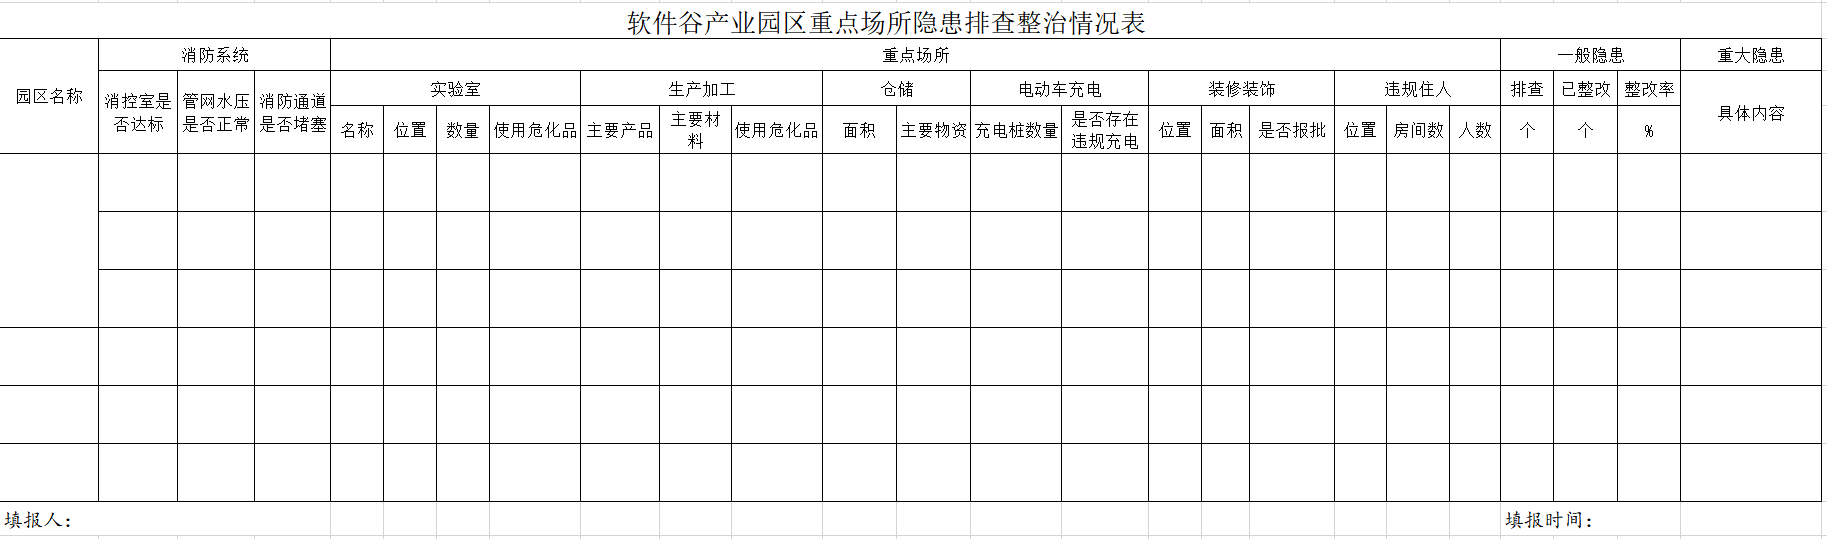 软件谷产业园区重点场所隐患排查整治情况表
园区名称
消防系统
重点场所
一般隐患
重大隐患
消控室是
否达标
管网水压
是否正常
消防通道
是否堵塞
实验室
生产加工
仓储
电动车充电
装修装饰
违规住人
排查
已整改
整改率
具体内容
名称
位置
数量
使用危化品
主要产品
主要材
料
使用危化品
面积
主要物资
充电桩数量
是否存在
违规充电
位置
面积
是否报批
位置
房间数
人数
个
个
%
填报人：
填报时间：